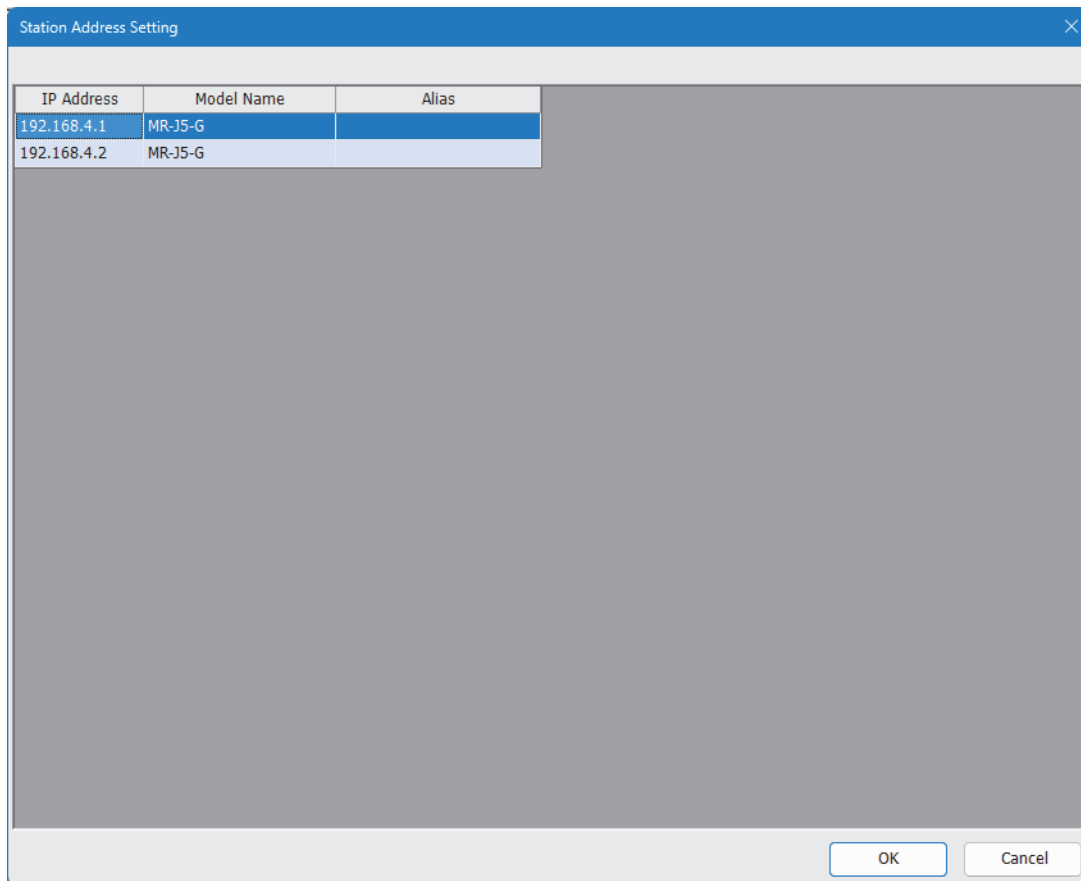 Station Address Setting
IP Address Model Name Alias
192.168.4.1 MR-J5-G
192.168.4.2 MR-J5-G
OK Cancel